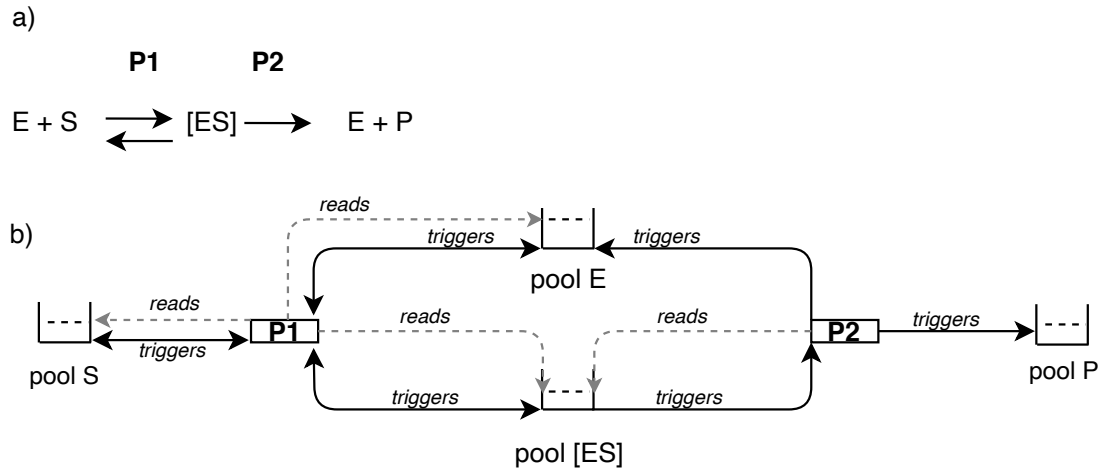 a)
P1 P2
E + S [ES] E + P
b)
reads
triggers triggers
pool E
reads P1 reads reads P2 triggers
triggers
pool S pool P
triggers triggers
pool [ES]